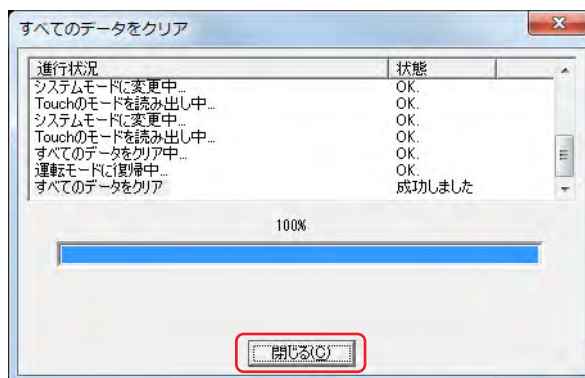 すべてのデータをクリア
進行状況 状態
システムモードに変更中... OK.
Touchのモードを読み出し中... OK.
システムモードに変更中... OK.
Touchのモードを読み出し中... OK.
すべてのデータをクリア中... OK.
運転モードに復帰中... OK.
すべてのデータをクリア 成功しました
100%
閉じる(C)